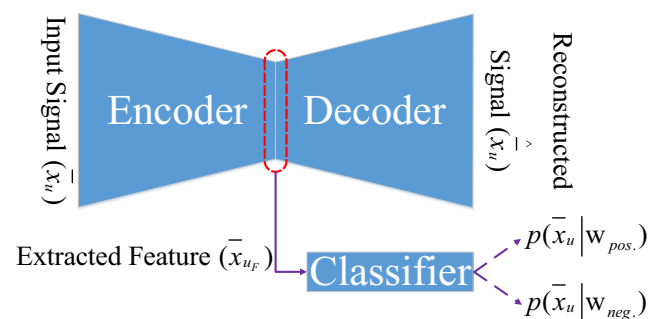 Input Signal (x̄ᵤ)
Encoder
Decoder
Reconstructed
Signal (x̄̂ᵤ)
Extracted Feature (x̄_{u_F})
Classifier
p(x̄ᵤ|w_{pos.})
p(x̄ᵤ|w_{neg.})